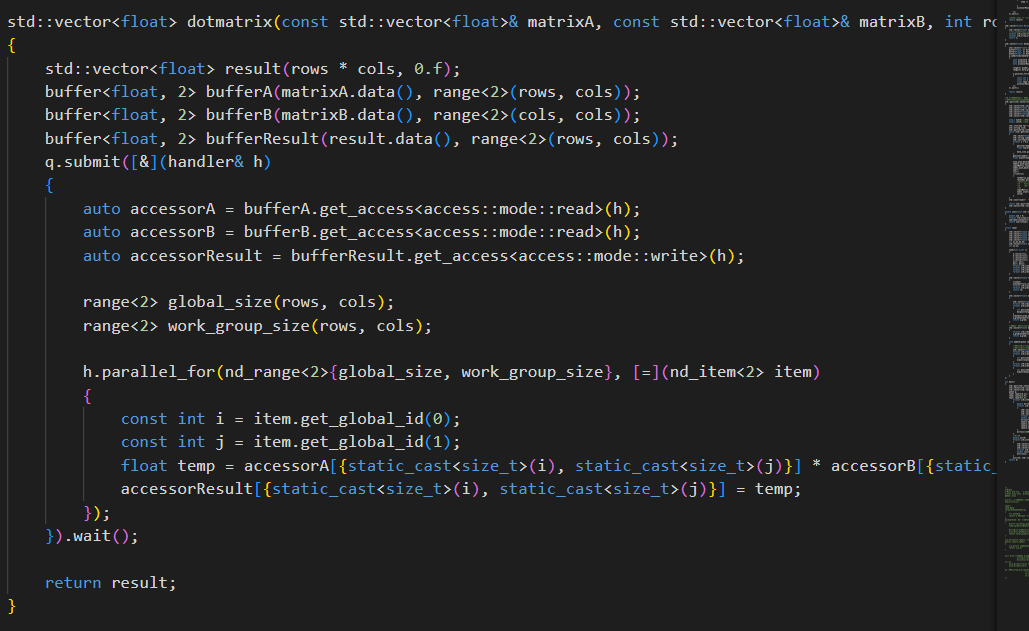 std::vector<float> dotmatrix(const std::vector<float>& matrixA, const std::vector<float>& matrixB, int
{
    std::vector<float> result(rows * cols, 0.f);
    buffer<float, 2> bufferA(matrixA.data(), range<2>(rows, cols));
    buffer<float, 2> bufferB(matrixB.data(), range<2>(cols, cols));
    buffer<float, 2> bufferResult(result.data(), range<2>(rows, cols));
    q.submit([&](handler& h)
    {
        auto accessorA = bufferA.get_access<access::mode::read>(h);
        auto accessorB = bufferB.get_access<access::mode::read>(h);
        auto accessorResult = bufferResult.get_access<access::mode::write>(h);
        range<2> global_size(rows, cols);
        range<2> work_group_size(rows, cols);
        h.parallel_for(nd_range<2>{global_size, work_group_size}, [=](nd_item<2> item)
        {
            const int i = item.get_global_id(0);
            const int j = item.get_global_id(1);
            float temp = accessorA[{static_cast<size_t>(i), static_cast<size_t>(j)}] * accessorB[{static_
            accessorResult[{static_cast<size_t>(i), static_cast<size_t>(j)}] = temp;
        });
    }).wait();
    return result;
}